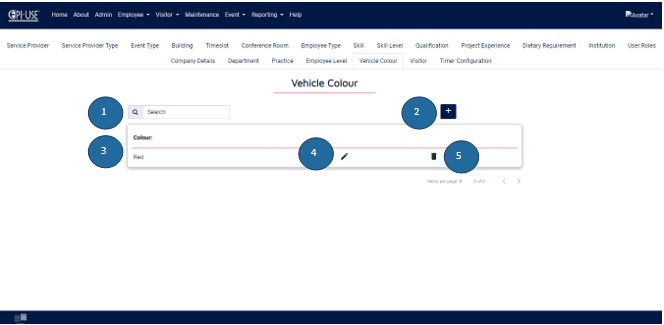 EPI-USE Home About Admin Employee Visitor Maintenance Event Reporting Help Avatar
Service Provider Service Provider Type Event Type Building Timeslot Conference Room Employee Type Skill Skill Level Qualification Project Experience Dietary Requirement Institution User Roles
Company Details Department Practice Employee Level Vehicle Colour Visitor Timer Configuration
Vehicle Colour
1 Search 2 +
3 Colour:
Red 4 5
Items per page: 0 of 0